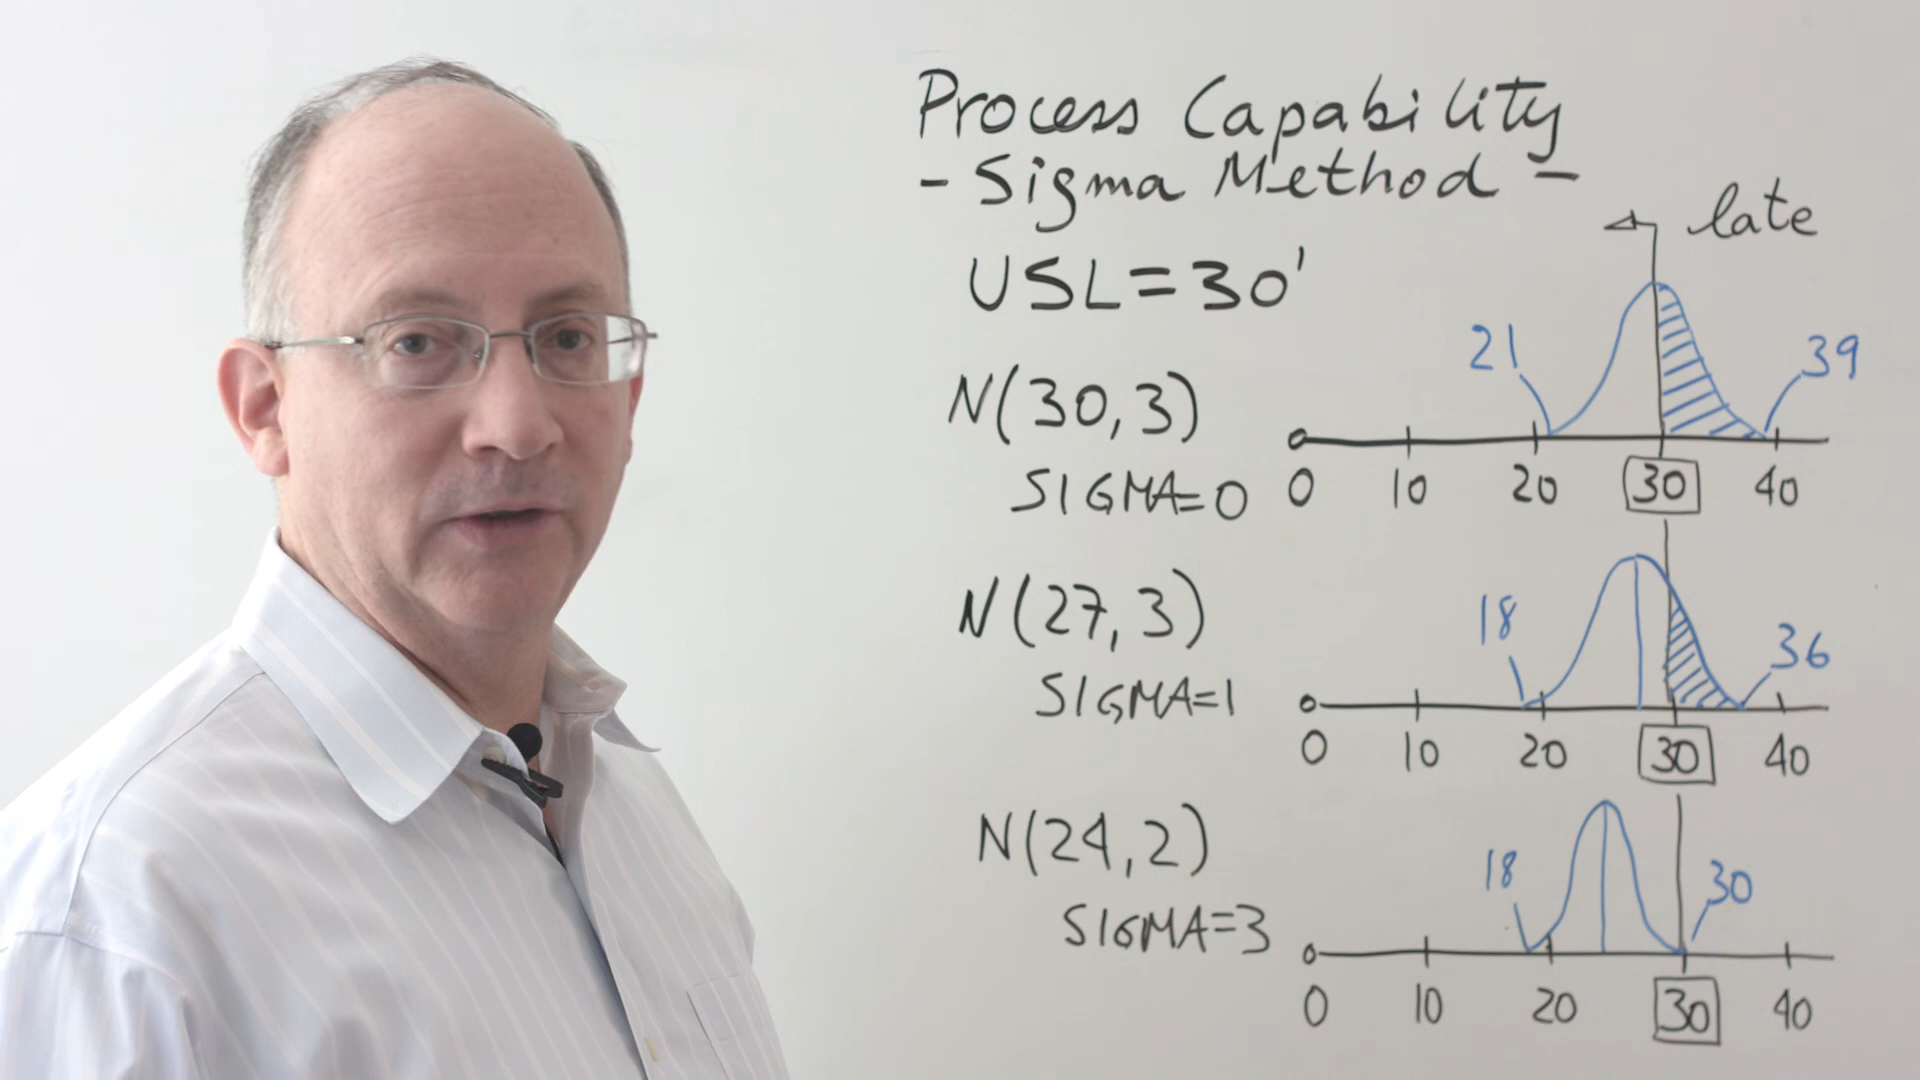 Process Capability
- Sigma Method -
late
USL=30'
21
39
N(30,3)
SIGMA=0
0 10 20 30 40
N(27,3)
18
36
SIGMA=1
0 10 20 30 40
N(24,2)
18
30
SIGMA=3
0 10 20 30 40